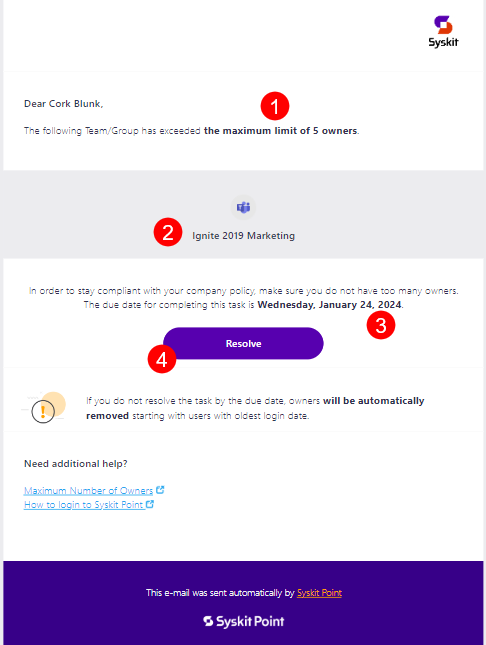 Syskit
Dear Cork Blunk,
1
The following Team/Group has exceeded the maximum limit of 5 owners.
2
Ignite 2019 Marketing
In order to stay compliant with your company policy, make sure you do not have too many owners.
The due date for completing this task is Wednesday, January 24, 2024.
3
Resolve
4
If you do not resolve the task by the due date, owners will be automatically
removed starting with users with oldest login date.
Need additional help?
Maximum Number of Owners
How to login to Syskit Point
This e-mail was sent automatically by Syskit Point
Syskit Point